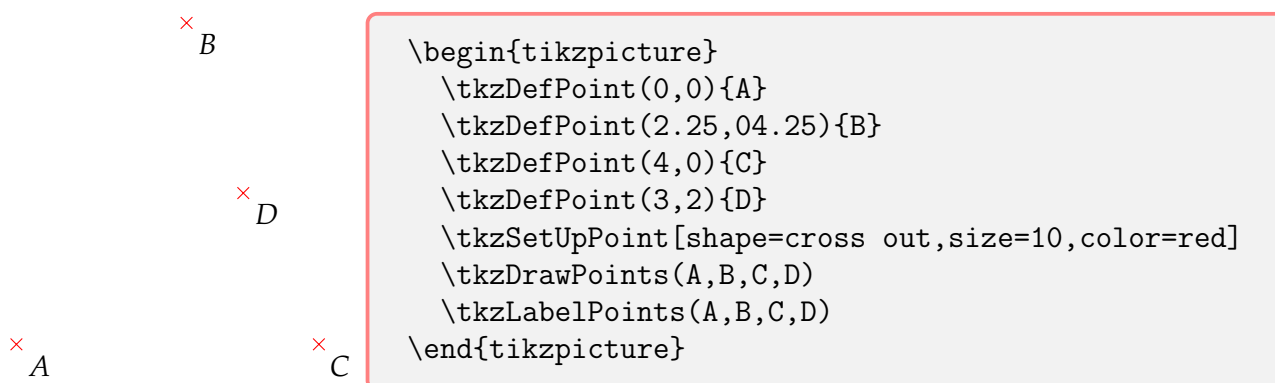 B
D
A
C
\begin{tikzpicture}
  \tkzDefPoint(0,0){A}
  \tkzDefPoint(2.25,04.25){B}
  \tkzDefPoint(4,0){C}
  \tkzDefPoint(3,2){D}
  \tkzSetUpPoint[shape=cross out,size=10,color=red]
  \tkzDrawPoints(A,B,C,D)
  \tkzLabelPoints(A,B,C,D)
\end{tikzpicture}